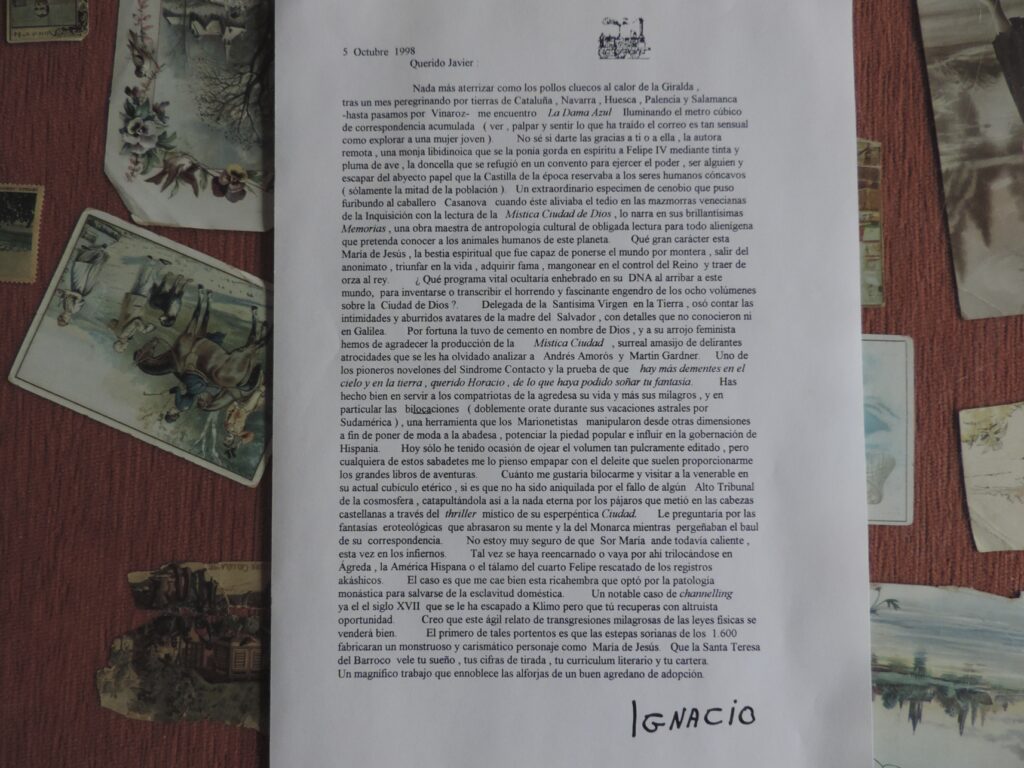 5 Octubre 1998
Querido Javier :
Nada más aterrizar como los pollos cluecos al calor de la Giralda ,
tras un mes peregrinando por tierras de Cataluña , Navarra , Huesca , Palencia y Salamanca
-hasta pasamos por Vinaroz- me encuentro La Dama Azul Iluminando el metro cúbico
de correspondencia acumulada ( ver , palpar y sentir lo que ha traído el correo es tan sensual
como explorar a una mujer joven ) . No sé si darte las gracias a ti o a ella , la autora
remota , una monja libidinoica que se la ponia gorda en espiritu a Felipe IV mediante tinta y
pluma de ave , la doncella que se refugió en un convento para ejercer el poder , ser alguien y
escapar del abyecto papel que la Castilla de la época reservaba a los seres humanos cóncavos
( sólamente la mitad de la población ) . Un extraordinario especimen de cenobio que puso
furibundo al caballero Casanova cuando éste aliviaba el tedio en las mazmorras venecianas
de la Inquisición con la lectura de la Mistica Ciudad de Dios , lo narra en sus brillantísimas
Memorias , una obra maestra de antropologia cultural de obligada lectura para todo alienigena
que pretenda conocer a los animales humanos de este planeta. Qué gran carácter esta
María de Jesús , la bestia espiritual que fue capaz de ponerse el mundo por montera , salir del
anonimato , triunfar en la vida , adquirir fama , mangonear en el control del Reino y traer de
orza al rey. ¿ Qué programa vital ocultaría enhebrado en su DNA al arribar a este
mundo, para inventarse o transcribir el horrendo y fascinante engendro de los ocho volúmenes
sobre la Ciudad de Dios ?. Delegada de la Santísima Virgen en la Tierra , osó contar las
intimidades y aburridos avatares de la madre del Salvador , con detalles que no conocieron ni
en Galilea. Por fortuna la tuvo de cemento en nombre de Dios , y a su arrojo feminista
hemos de agradecer la producción de la Mistica Ciudad , surreal amasijo de delirantes
atrocidades que se les ha olvidado analizar a Andrés Amorós y Martin Gardner. Uno de
los pioneros novelones del Síndrome Contacto y la prueba de que hay más dementes en el
cielo y en la tierra , querido Horacio , de lo que haya podido soñar tu fantasía. Has
hecho bien en servir a los compatriotas de la agredesa su vida y más sus milagros , y en
particular las bilocaciones ( doblemente orate durante sus vacaciones astrales por
Sudamérica ) , una herramienta que los Marionetistas manipularon desde otras dimensiones
a fin de poner de moda a la abadesa , potenciar la piedad popular e influir en la gobernación de
Hispania. Hoy sólo he tenido ocasión de ojear el volumen tan pulcramente editado , pero
cualquiera de estos sabadetes me lo pienso empapar con el deleite que suelen proporcionarme
los grandes libros de aventuras. Cuánto me gustaría bilocarme y visitar a la venerable en
su actual cubículo etérico , si es que no ha sido aniquilada por el fallo de algún Alto Tribunal
de la cosmosfera , catapultándola asi a la nada eterna por los pájaros que metió en las cabezas
castellanas a través del thriller místico de su esperpéntica Ciudad. Le preguntaría por las
fantasías eroteológicas que abrasaron su mente y la del Monarca mientras pergeñaban el baul
de su correspondencia. No estoy muy seguro de que Sor María ande todavía caliente ,
esta vez en los infiernos. Tal vez se haya reencarnado o vaya por ahi trilocándose en
Ágreda , la América Hispana o el tálamo del cuarto Felipe rescatado de los registros
akáshicos. El caso es que me cae bien esta ricahembra que optó por la patología
monástica para salvarse de la esclavitud doméstica. Un notable caso de channelling
ya el el siglo XVII que se le ha escapado a Klimo pero que tú recuperas con altruista
oportunidad. Creo que este ágil relato de transgresiones milagrosas de las leyes físicas se
venderá bien. El primero de tales portentos es que las estepas sorianas de los 1.600
fabricaran un monstruoso y carismático personaje como María de Jesús. Que la Santa Teresa
del Barroco vele tu sueño , tus cifras de tirada , tu curriculum literario y tu cartera.
Un magnífico trabajo que ennoblece las alforjas de un buen agredano de adopción.
IGNACIO